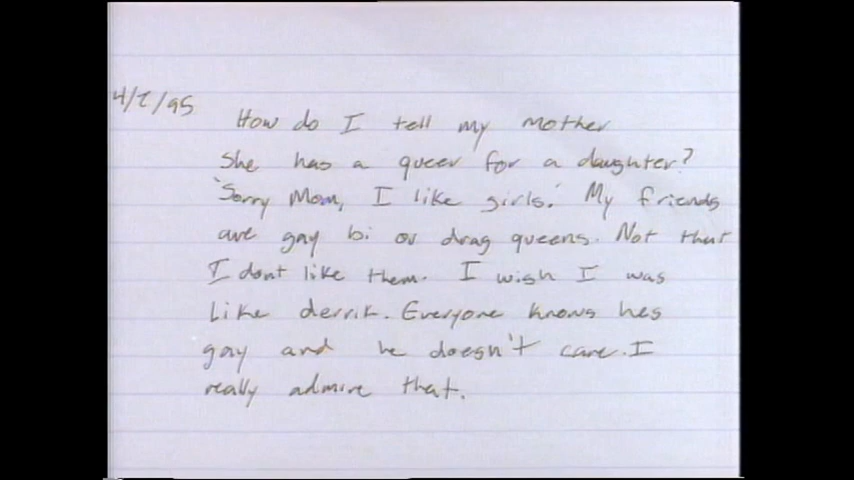 4/2/95 How do I tell my mother
She has a queer for a daughter?
"Sorry Mom, I like girls." My friends
are gay bi or drag queens. Not that
I dont like them. I wish I was
like derrik. Everyone knows hes
gay and he doesn't care. I
really admire that.